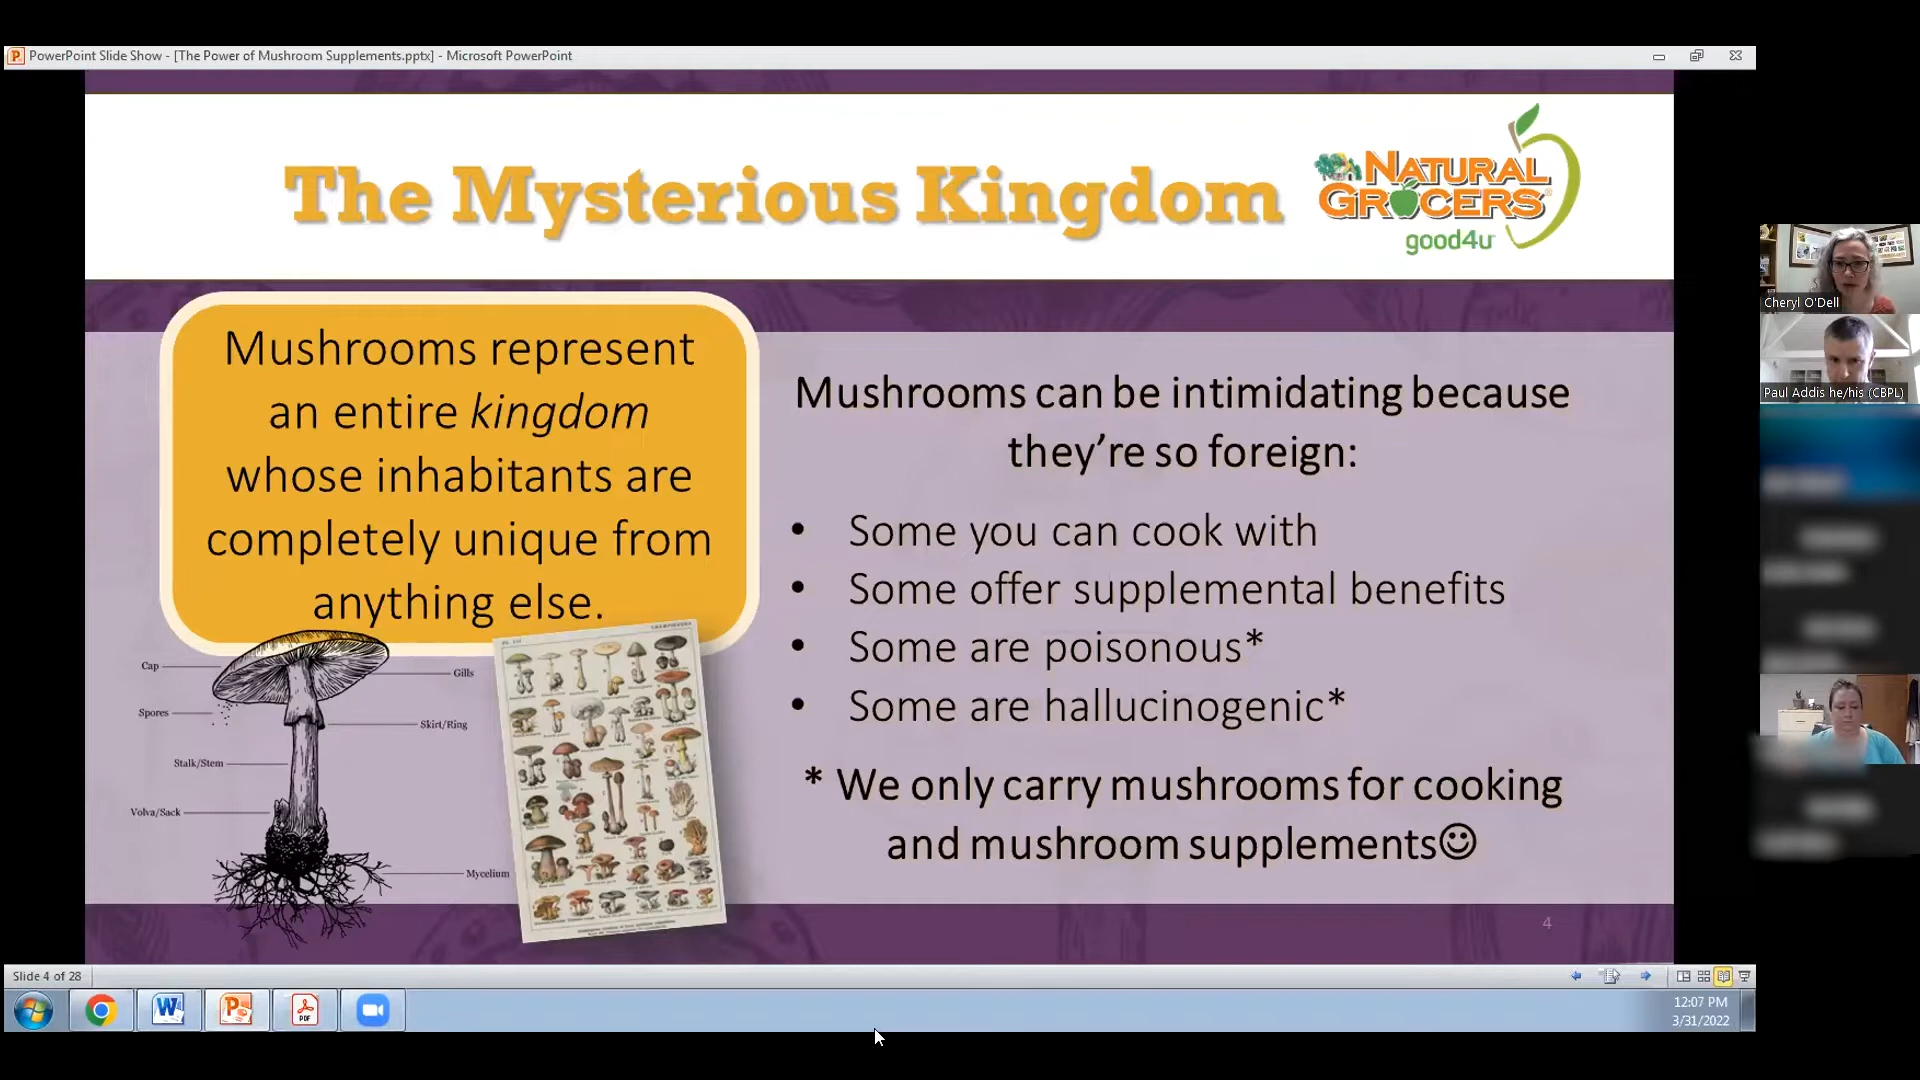 PowerPoint Slide Show - [The Power of Mushroom Supplements.pptx] - Microsoft PowerPoint
The Mysterious Kingdom
NATURAL
GROCERS®
good4u
Mushrooms represent
an entire kingdom
whose inhabitants are
completely unique from
anything else.
Mushrooms can be intimidating because
they’re so foreign:
• Some you can cook with
• Some offer supplemental benefits
• Some are poisonous*
• Some are hallucinogenic*
* We only carry mushrooms for cooking
and mushroom supplements☺
Cap
Gills
Spores
Skirt/Ring
Stalk/Stem
Volva/Sack
Mycelium
4
Cheryl O'Dell
Paul Addis he/his (CBPL)
Slide 4 of 28
PDF
12:07 PM
3/31/2022